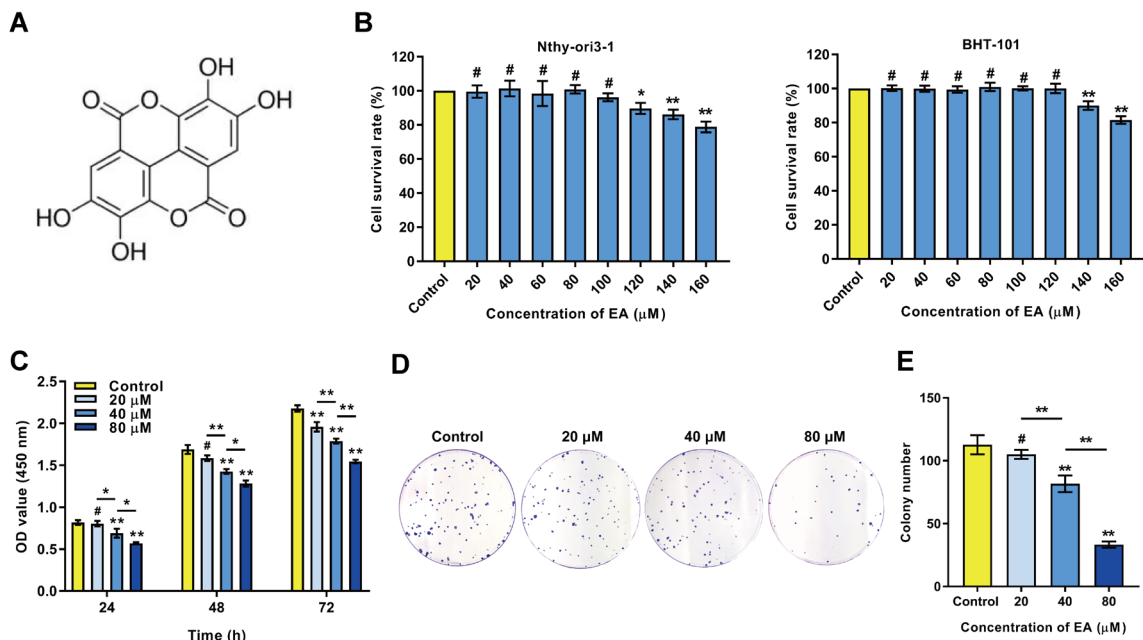 A
O
O
OH
OH
HO
OH
O
O
B
Nthy-ori3-1
Cell survival rate (%)
120
100
80
60
40
20
0
# # # # # * ** **
Control 20 40 60 80 100 120 140 160
Concentration of EA (μM)
BHT-101
Cell survival rate (%)
120
100
80
60
40
20
0
# # # # # # ** **
Control 20 40 60 80 100 120 140 160
Concentration of EA (μM)
C
OD value (450 nm)
2.5
2.0
1.5
1.0
0.5
0.0
Control
20 μM
40 μM
80 μM
* *
# ** **
** *
# ** **
** **
** ** **
24 48 72
Time (h)
D
Control 20 μM 40 μM 80 μM
E
Colony number
150
100
50
0
** **
# ** **
Control 20 40 80
Concentration of EA (μM)